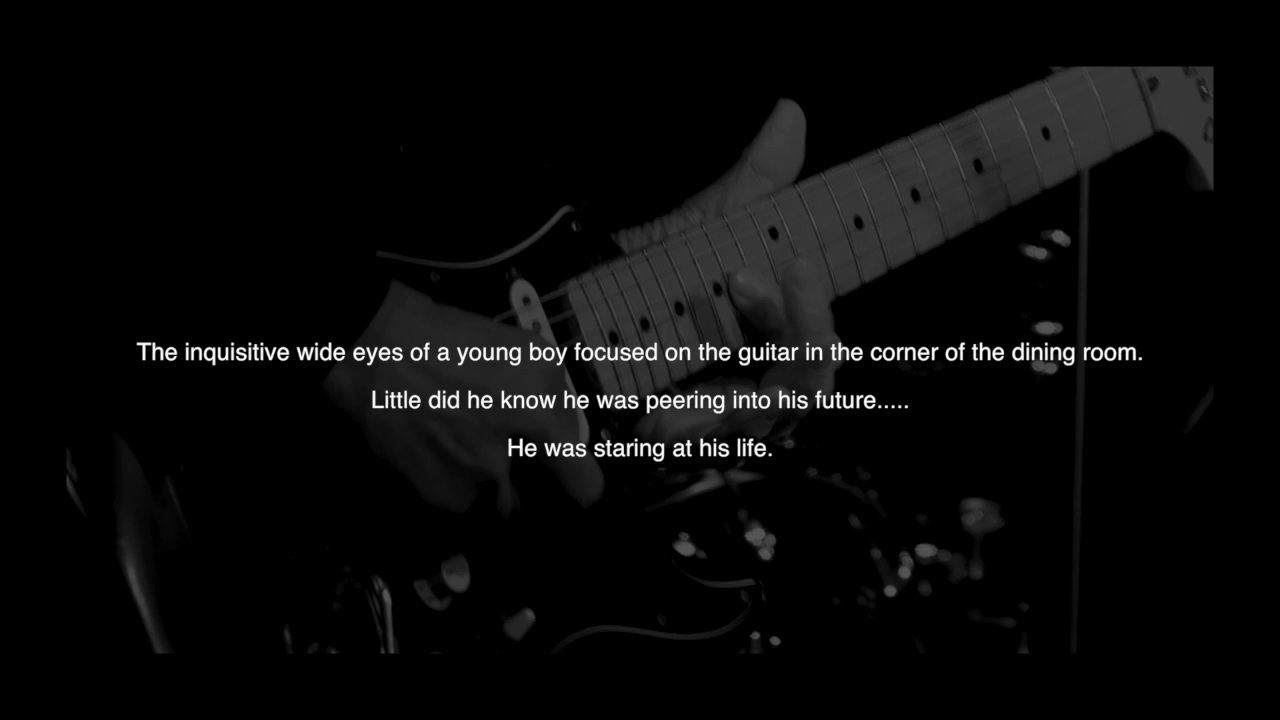 The inquisitive wide eyes of a young boy focused on the guitar in the corner of the dining room.
Little did he know he was peering into his future.....
He was staring at his life.